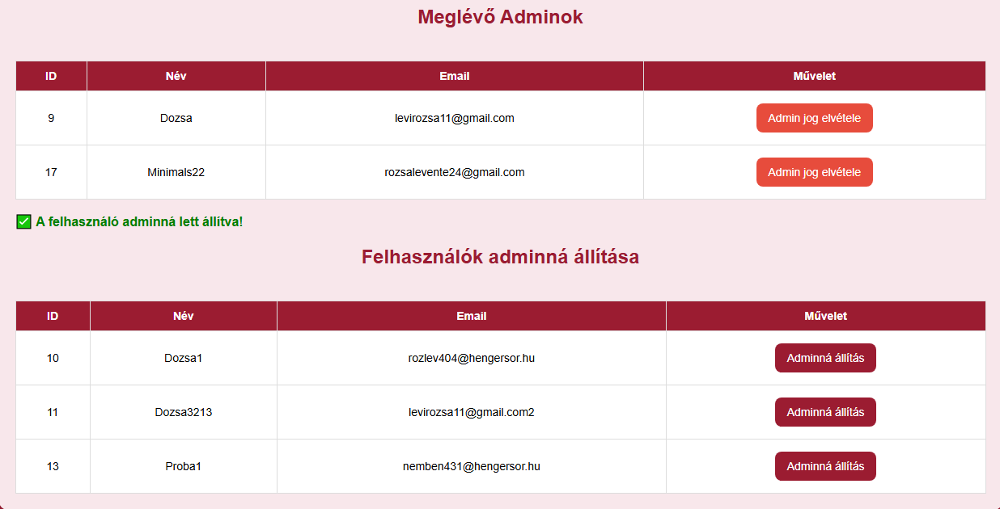 Meglévő Adminok
ID Név Email Művelet
9 Dozsa levirozsa11@gmail.com Admin jog elvétele
17 Minimals22 rozsalevente24@gmail.com Admin jog elvétele
✅ A felhasználó adminná lett állítva!
Felhasználók adminná állítása
ID Név Email Művelet
10 Dozsa1 rozlev404@hengersor.hu Adminná állítás
11 Dozsa3213 levirozsa11@gmail.com2 Adminná állítás
13 Proba1 nemben431@hengersor.hu Adminná állítás